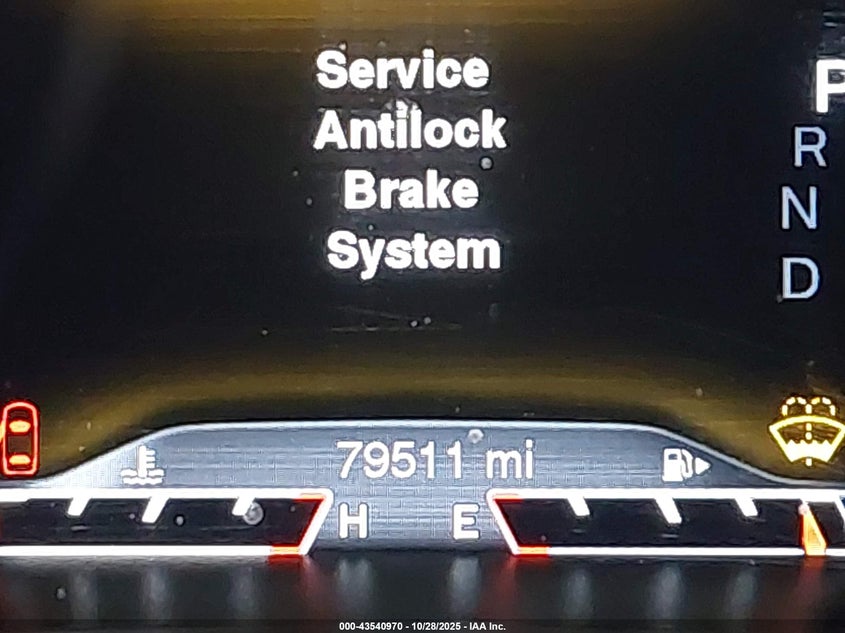 Service
Antilock
Brake
System
P
R
N
D
79511 mi
H E
000-43540970 - 10/28/2025 - IAA Inc.